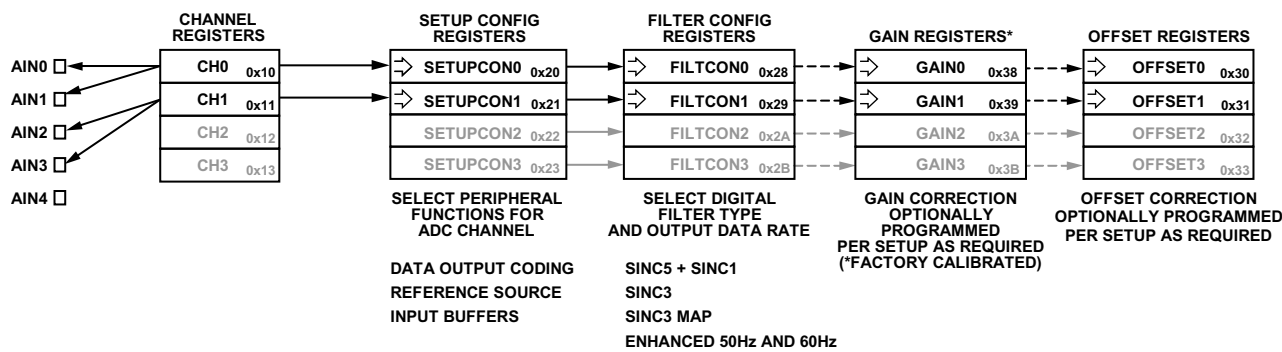 CHANNEL
REGISTERS
SETUP CONFIG
REGISTERS
FILTER CONFIG
REGISTERS
GAIN REGISTERS*
OFFSET REGISTERS
AIN0
AIN1
AIN2
AIN3
AIN4
CH0 0x10
CH1 0x11
CH2 0x12
CH3 0x13
SETUPCON0 0x20
SETUPCON1 0x21
SETUPCON2 0x22
SETUPCON3 0x23
FILTCON0 0x28
FILTCON1 0x29
FILTCON2 0x2A
FILTCON3 0x2B
GAIN0 0x38
GAIN1 0x39
GAIN2 0x3A
GAIN3 0x3B
OFFSET0 0x30
OFFSET1 0x31
OFFSET2 0x32
OFFSET3 0x33
SELECT PERIPHERAL
FUNCTIONS FOR
ADC CHANNEL
SELECT DIGITAL
FILTER TYPE
AND OUTPUT DATA RATE
GAIN CORRECTION
OPTIONALLY
PROGRAMMED
PER SETUP AS REQUIRED
(*FACTORY CALIBRATED)
OFFSET CORRECTION
OPTIONALLY PROGRAMMED
PER SETUP AS REQUIRED
DATA OUTPUT CODING
REFERENCE SOURCE
INPUT BUFFERS
SINC5 + SINC1
SINC3
SINC3 MAP
ENHANCED 50Hz AND 60Hz